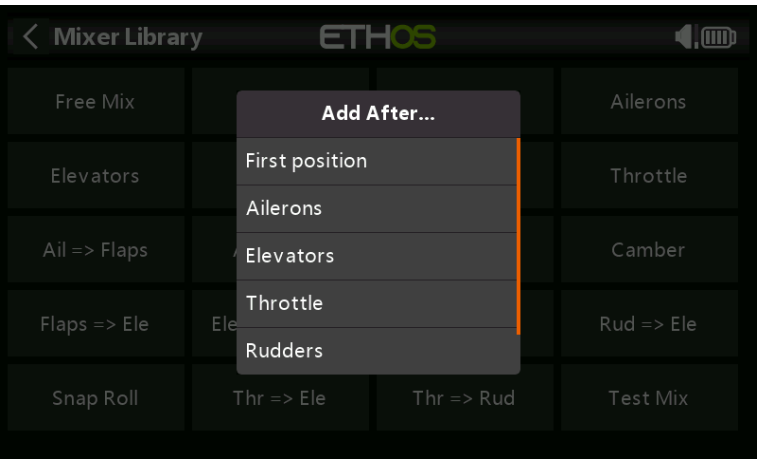 Mixer Library
ETHOS
Free Mix
Ailerons
Elevators
Throttle
Ail => Flaps
Camber
Flaps => Ele
Ele
Rud => Ele
Snap Roll
Thr => Ele
Thr => Rud
Test Mix
Add After...
First position
Ailerons
Elevators
Throttle
Rudders